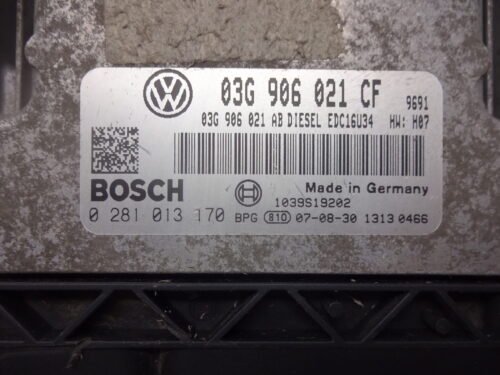 03G 906 021 CF 9691
03G 906 021 AB DIESEL EDC16U34 HW: H07
BOSCH
Made in Germany
1039S19202
0 281 013 170 BPG 810 07-08-30 1313 0466